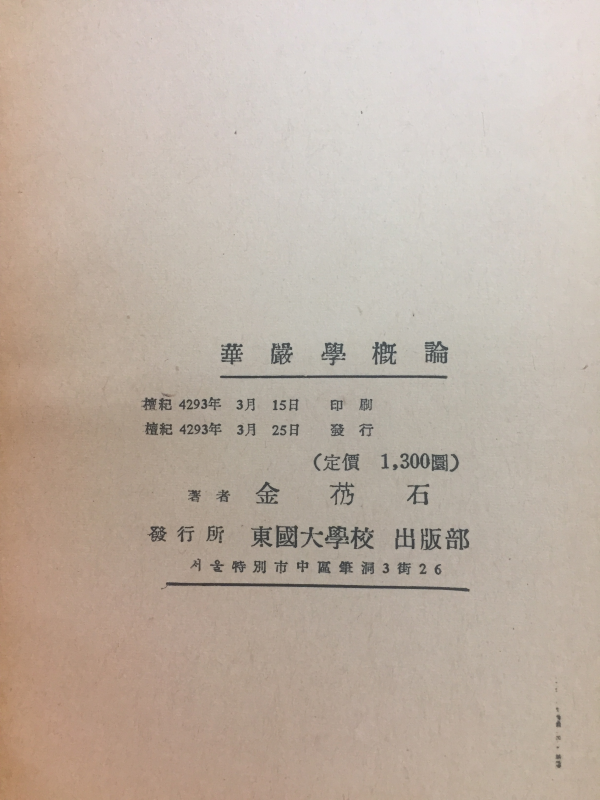 華嚴學概論
檀紀 4293年 3月 15日 印刷
檀紀 4293年 3月 25日 發行
(定價 1,300圜)
著者 金芿石
發行所 東國大學校 出版部
서울特別市中區筆洞3街26